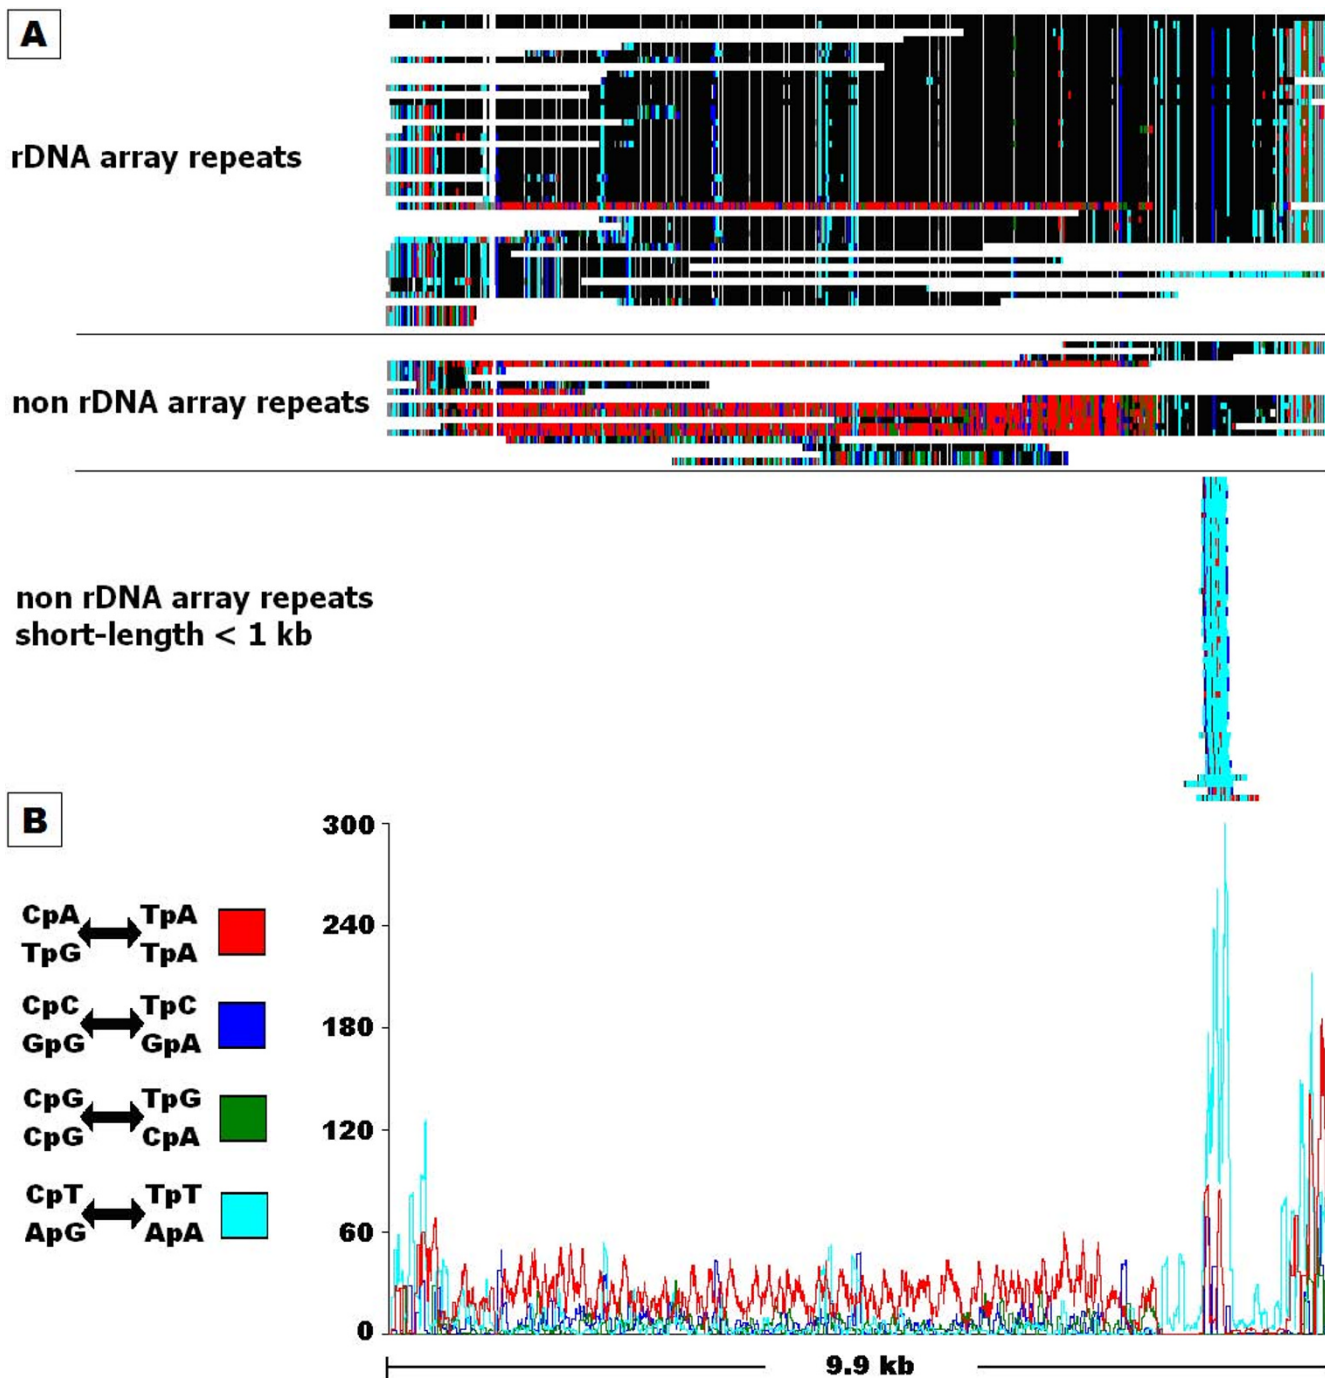 A
rDNA array repeats
non rDNA array repeats
non rDNA array repeats
short-length < 1 kb
B
CpA TpA
TpG TpA
CpC TpC
GpG GpA
CpG TpG
CpG CpA
CpT TpT
ApG ApA
300
240
180
120
60
0
9.9 kb